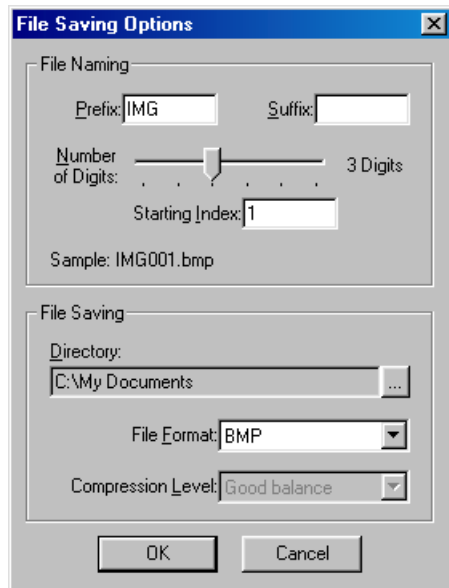 File Saving Options
File Naming
Prefix: IMG Suffix:
Number
of Digits: 3 Digits
Starting Index: 1
Sample: IMG001.bmp
File Saving
Directory:
C:\My Documents ...
File Format: BMP
Compression Level: Good balance
OK Cancel